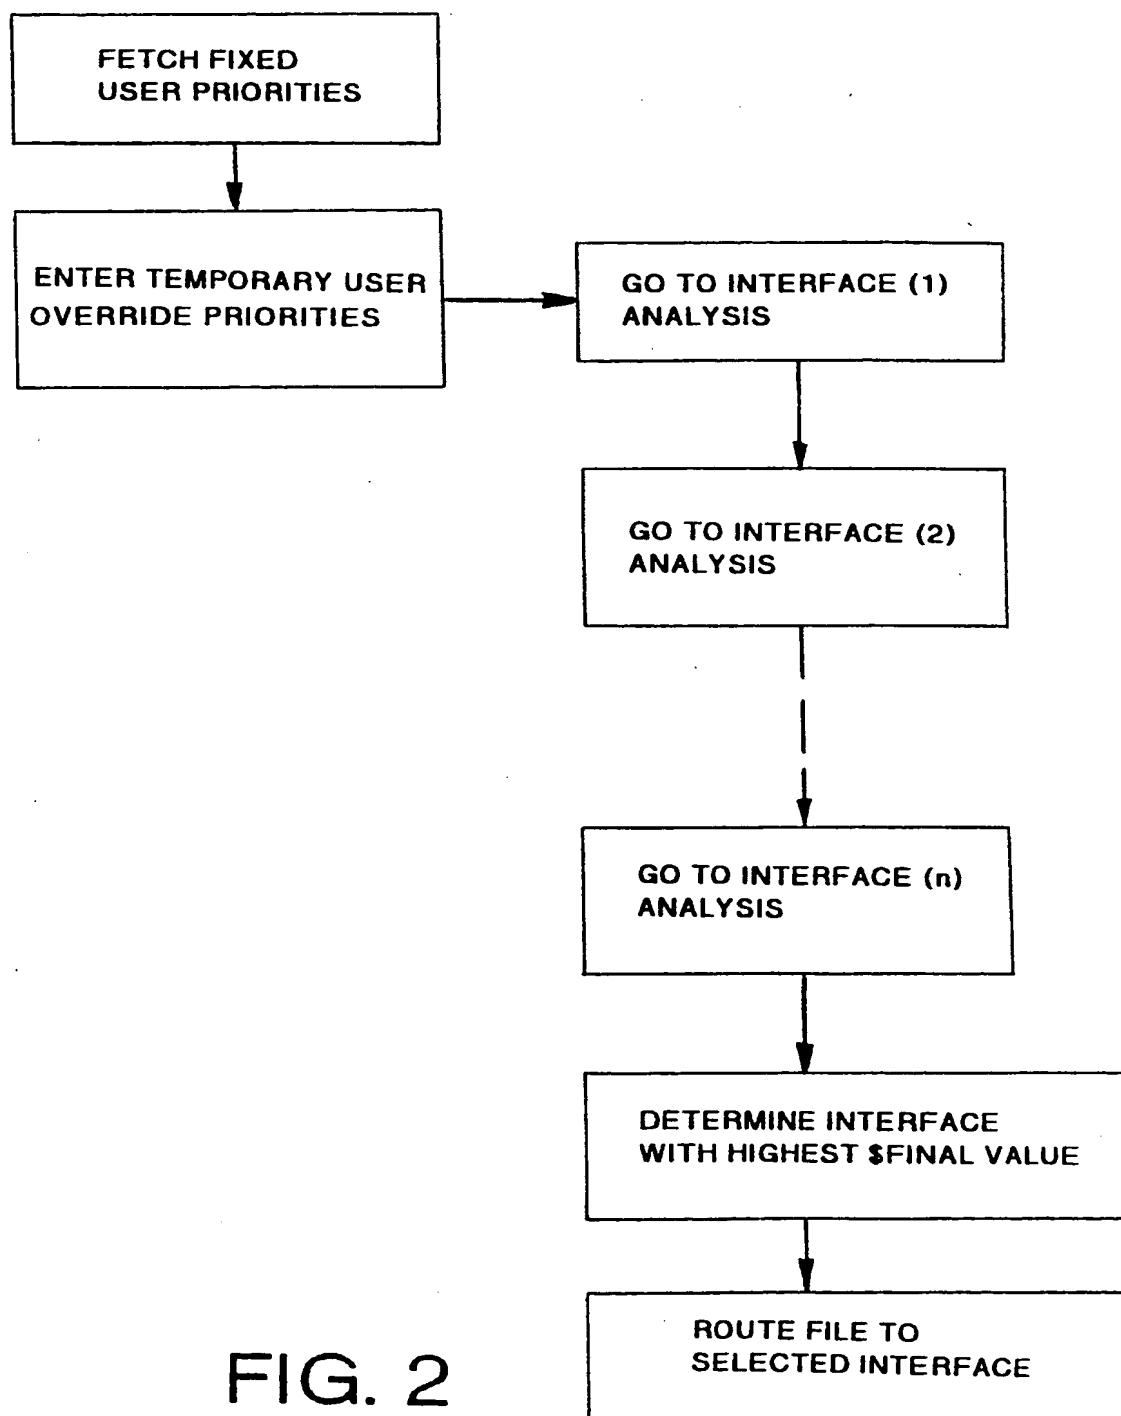 FETCH FIXED
USER PRIORITIES
ENTER TEMPORARY USER
OVERRIDE PRIORITIES
GO TO INTERFACE (1)
ANALYSIS
GO TO INTERFACE (2)
ANALYSIS
GO TO INTERFACE (n)
ANALYSIS
DETERMINE INTERFACE
WITH HIGHEST $FINAL VALUE
ROUTE FILE TO
SELECTED INTERFACE
FIG. 2